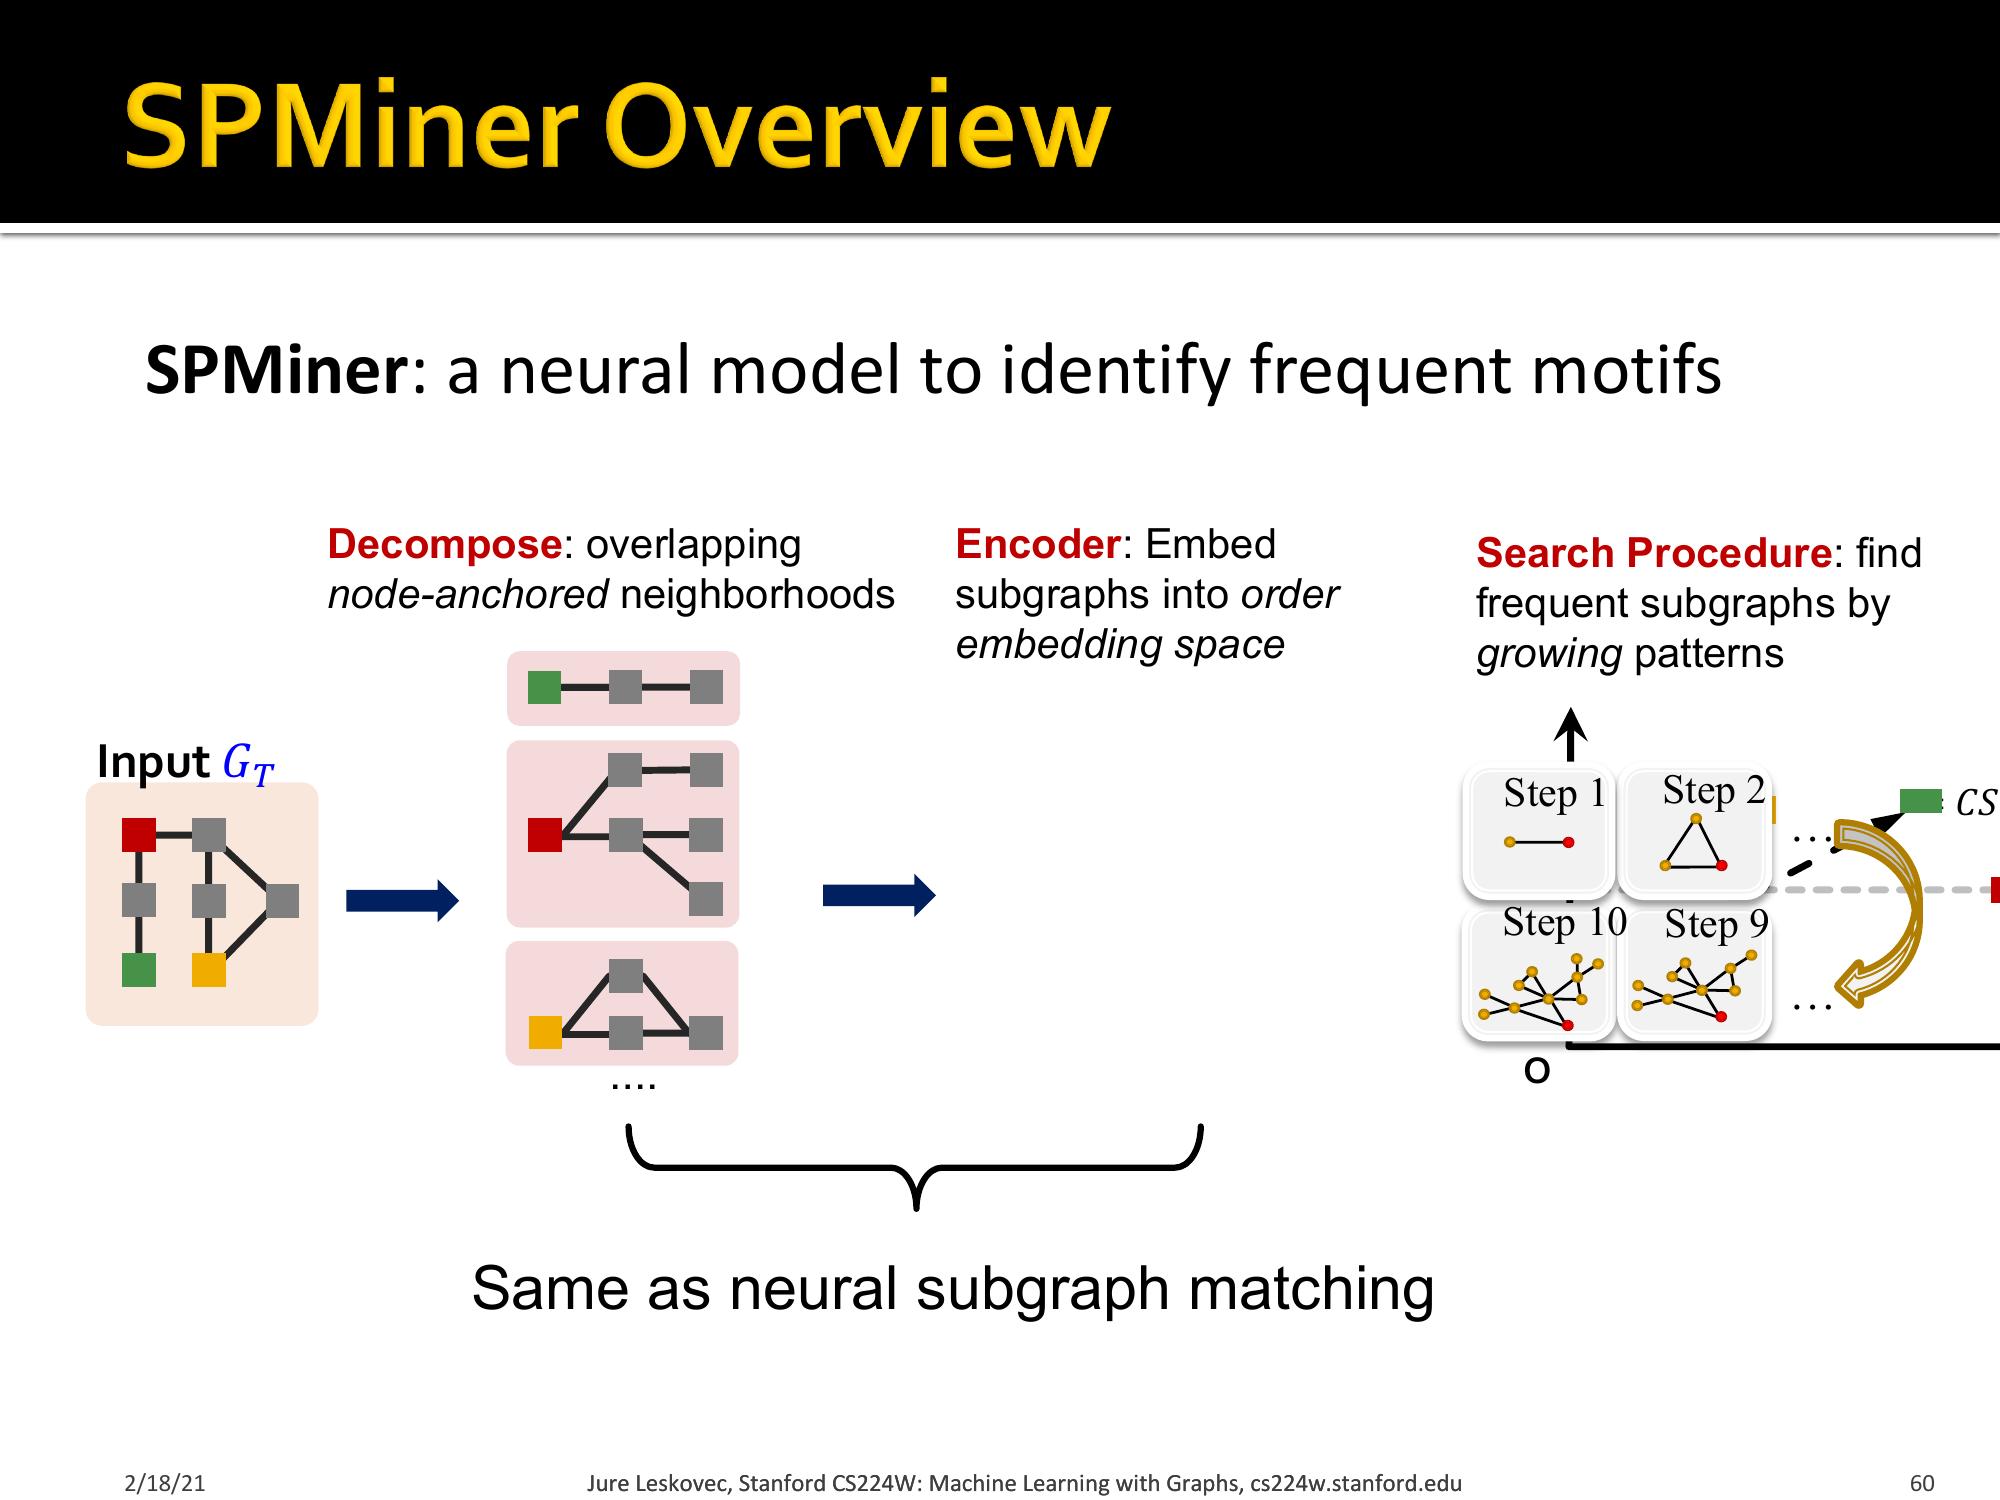 SPMiner Overview
SPMiner: a neural model to identify frequent motifs
Decompose: overlapping
node-anchored neighborhoods
Encoder: Embed
subgraphs into order
embedding space
Search Procedure: find
frequent subgraphs by
growing patterns
Input G_T
....
Step 1
Step 2
...
CS
Step 10
Step 9
...
O
Same as neural subgraph matching
2/18/21
Jure Leskovec, Stanford CS224W: Machine Learning with Graphs, cs224w.stanford.edu
60